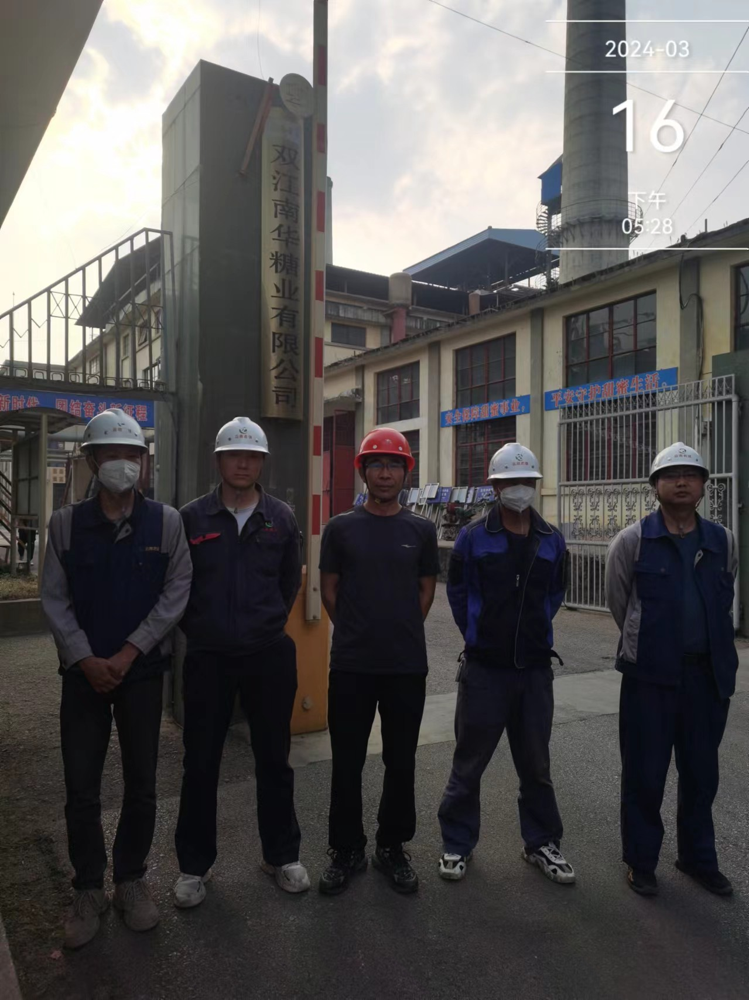 2024-03
16
下午
05:28
双江南华糖业有限公司
新时代 团结奋斗新征程
安全保障甜蜜事业，
平安守护甜蜜生活。